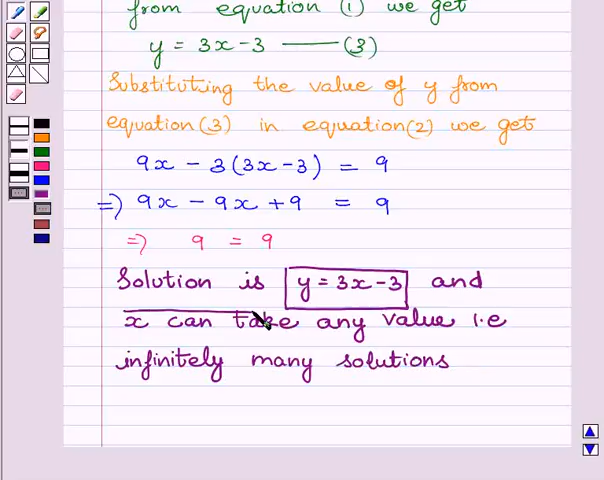 from equation (1) we get
y = 3x - 3 —— (3)
Substituting the value of y from
equation(3) in equation(2) we get
9x - 3(3x-3) = 9
=) 9x - 9x + 9 = 9
=) 9 = 9
Solution is y = 3x - 3 and
x can take any value i.e
infinitely many solutions